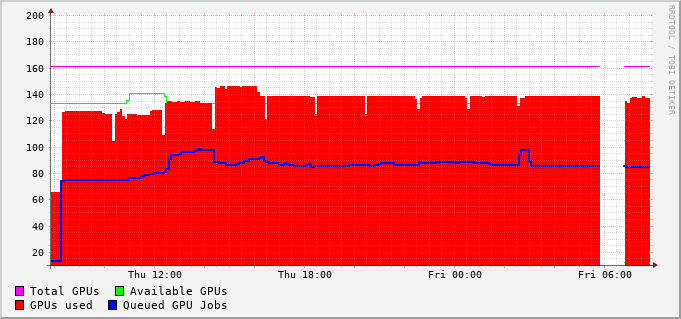 RRDTOOL / TOBI OETIKER
200
180
160
140
120
100
80
60
40
20
Thu 12:00 Thu 18:00 Fri 00:00 Fri 06:00
Total GPUs Available GPUs
GPUs used Queued GPU Jobs